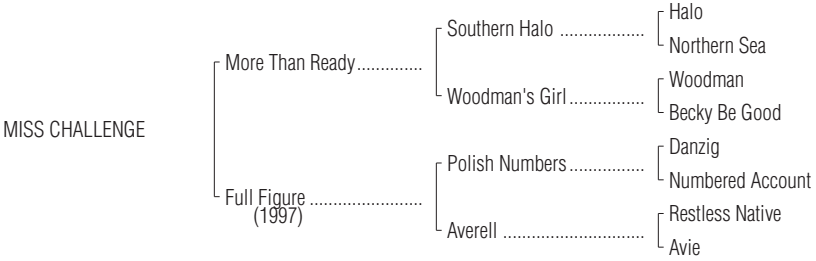 Halo
Southern Halo ..................
Northern Sea
More Than Ready..............
Woodman
Woodman's Girl ................
Becky Be Good
MISS CHALLENGE
Danzig
Polish Numbers................
Numbered Account
Full Figure ........................
(1997)
Restless Native
Averell ..............................
Avie